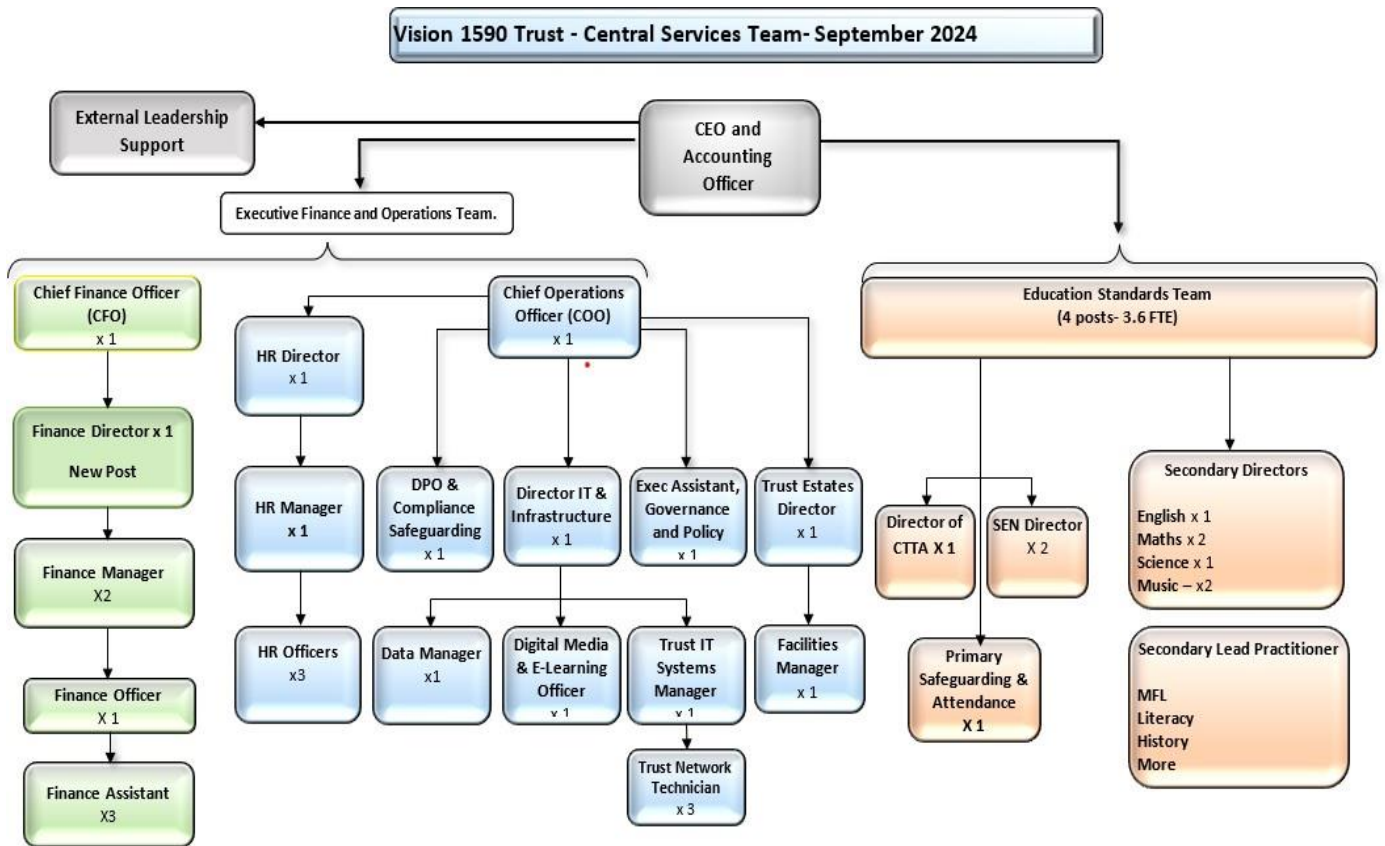 Vision 1590 Trust - Central Services Team- September 2024
External Leadership
Support
CEO and
Accounting
Officer
Executive Finance and Operations Team.
Chief Finance Officer
(CFO)
x 1
Finance Director x 1
New Post
Finance Manager
X2
Finance Officer
X 1
Finance Assistant
X3
Chief Operations
Officer (COO)
x 1
HR Director
x 1
HR Manager
x 1
HR Officers
x3
DPO &
Compliance
Safeguarding
x 1
Director IT &
Infrastructure
x 1
Exec Assistant,
Governance
and Policy
x 1
Trust Estates
Director
x 1
Data Manager
x1
Digital Media
& E-Learning
Officer
x 1
Trust IT
Systems
Manager
x 1
Facilities
Manager
x 1
Trust Network
Technician
x 3
Education Standards Team
(4 posts- 3.6 FTE)
Director of
CTTA X 1
SEN Director
X 2
Primary
Safeguarding &
Attendance
X 1
Secondary Directors
English x 1
Maths x 2
Science x 1
Music – x2
Secondary Lead Practitioner
MFL
Literacy
History
More